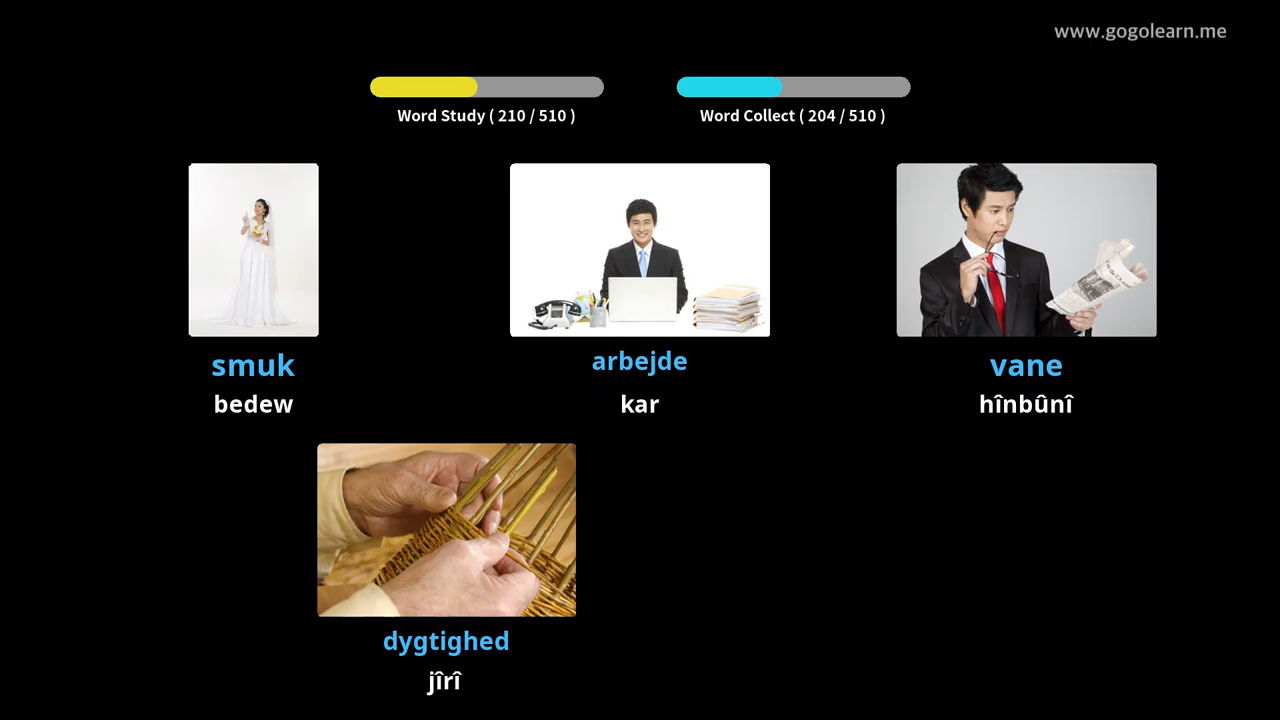 www.gogolearn.me
Word Study ( 210 / 510 )
Word Collect ( 204 / 510 )
smuk
bedew
arbejde
kar
vane
hînbûnî
dygtighed
jîrî